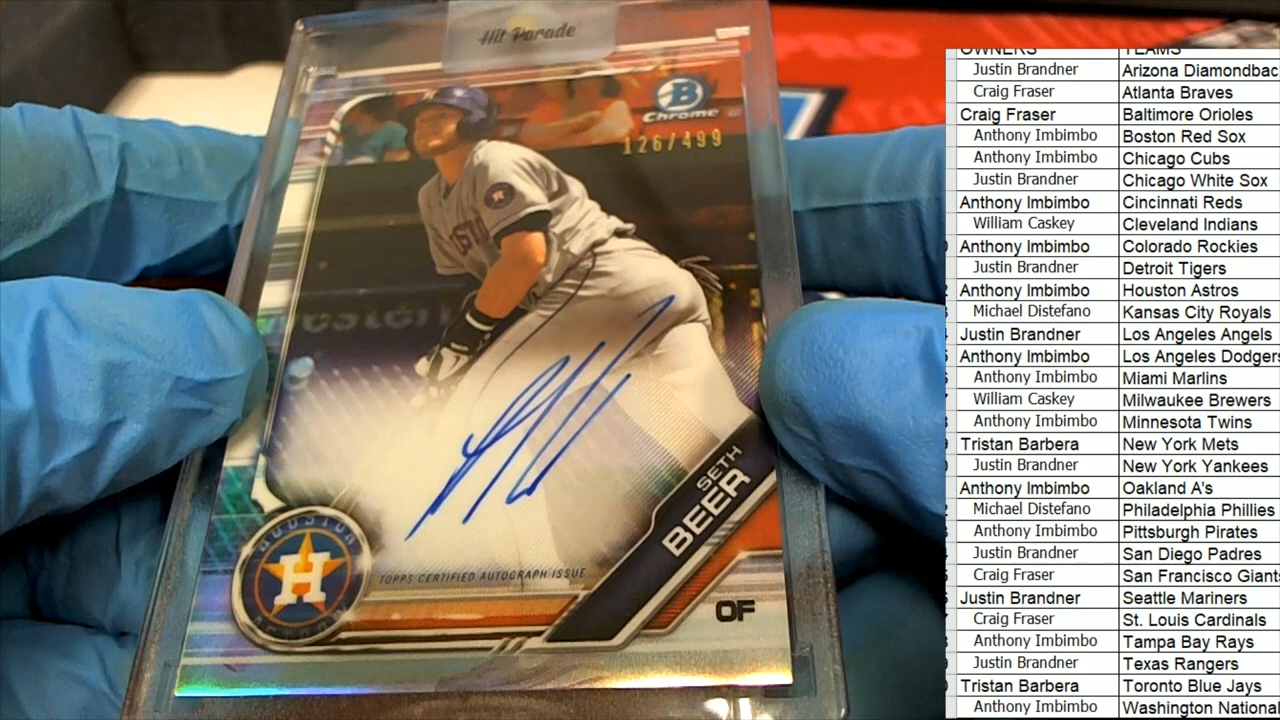 Hit Parade
B
Chrome
126/499
SETH
BEER
OF
TOPPS CERTIFIED AUTOGRAPH ISSUE
HOUSTON
H
OWNERS TEAMS
Justin Brandner Arizona Diamondbac
Craig Fraser Atlanta Braves
Craig Fraser Baltimore Orioles
Anthony Imbimbo Boston Red Sox
Anthony Imbimbo Chicago Cubs
Justin Brandner Chicago White Sox
Anthony Imbimbo Cincinnati Reds
William Caskey Cleveland Indians
Anthony Imbimbo Colorado Rockies
Justin Brandner Detroit Tigers
Anthony Imbimbo Houston Astros
Michael Distefano Kansas City Royals
Justin Brandner Los Angeles Angels
Anthony Imbimbo Los Angeles Dodgers
Anthony Imbimbo Miami Marlins
William Caskey Milwaukee Brewers
Anthony Imbimbo Minnesota Twins
Tristan Barbera New York Mets
Justin Brandner New York Yankees
Anthony Imbimbo Oakland A's
Michael Distefano Philadelphia Phillies
Anthony Imbimbo Pittsburgh Pirates
Justin Brandner San Diego Padres
Craig Fraser San Francisco Giants
Justin Brandner Seattle Mariners
Craig Fraser St. Louis Cardinals
Anthony Imbimbo Tampa Bay Rays
Justin Brandner Texas Rangers
Tristan Barbera Toronto Blue Jays
Anthony Imbimbo Washington National